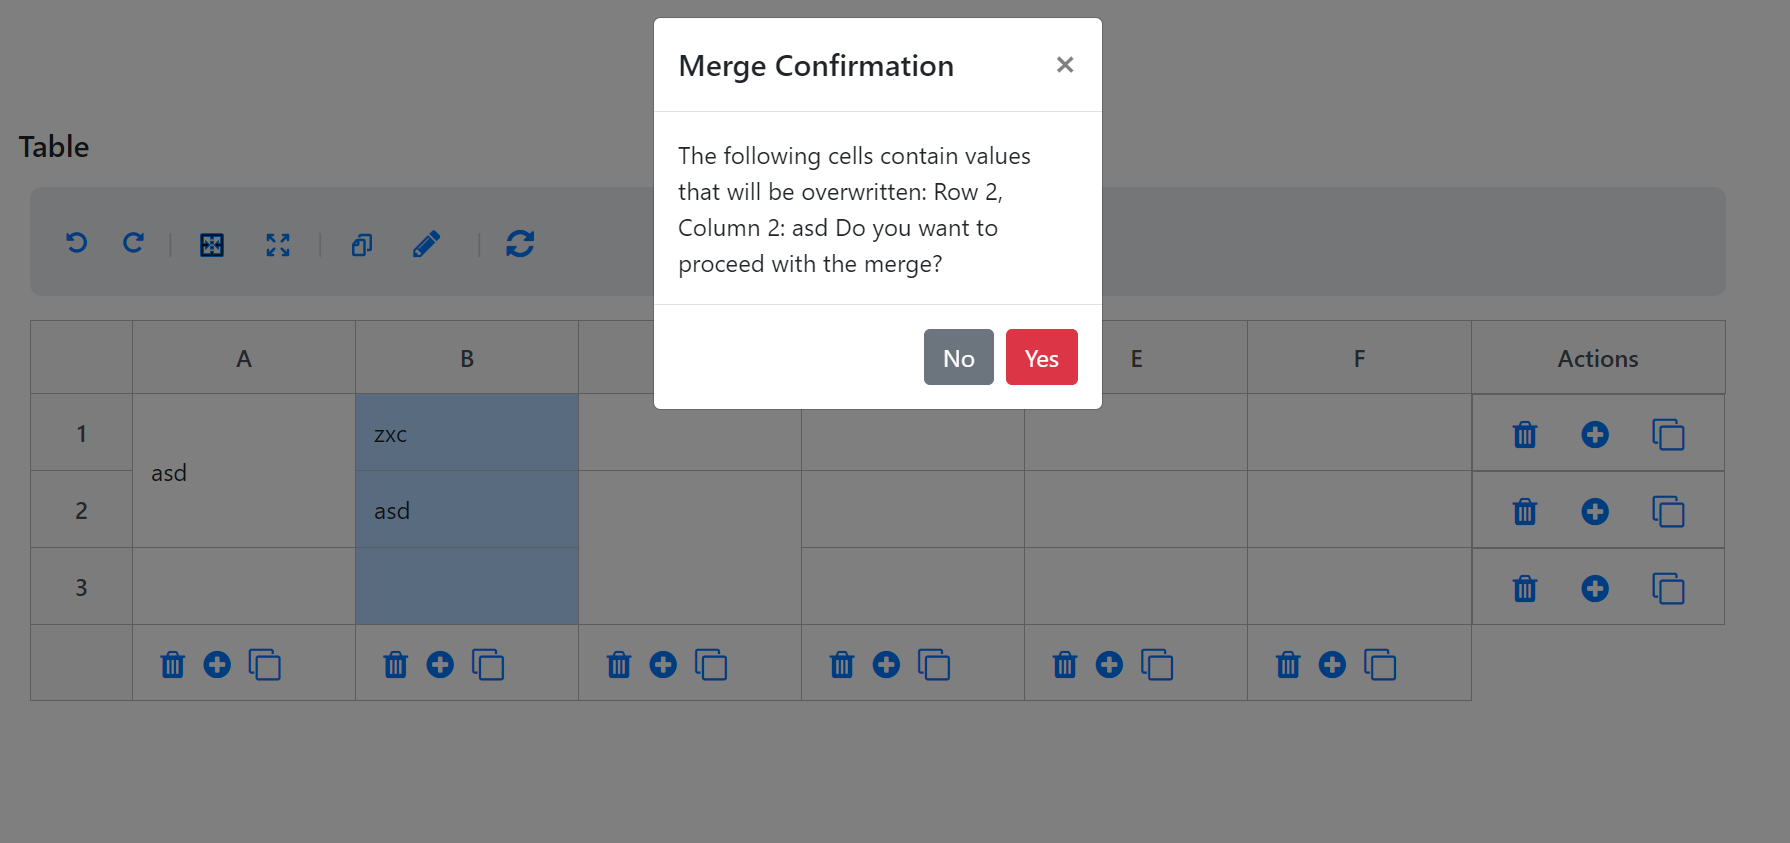 Merge Confirmation ×
The following cells contain values
that will be overwritten: Row 2,
Column 2: asd Do you want to
proceed with the merge?
No Yes
Table
A B E F Actions
1 zxc
asd
2 asd
3